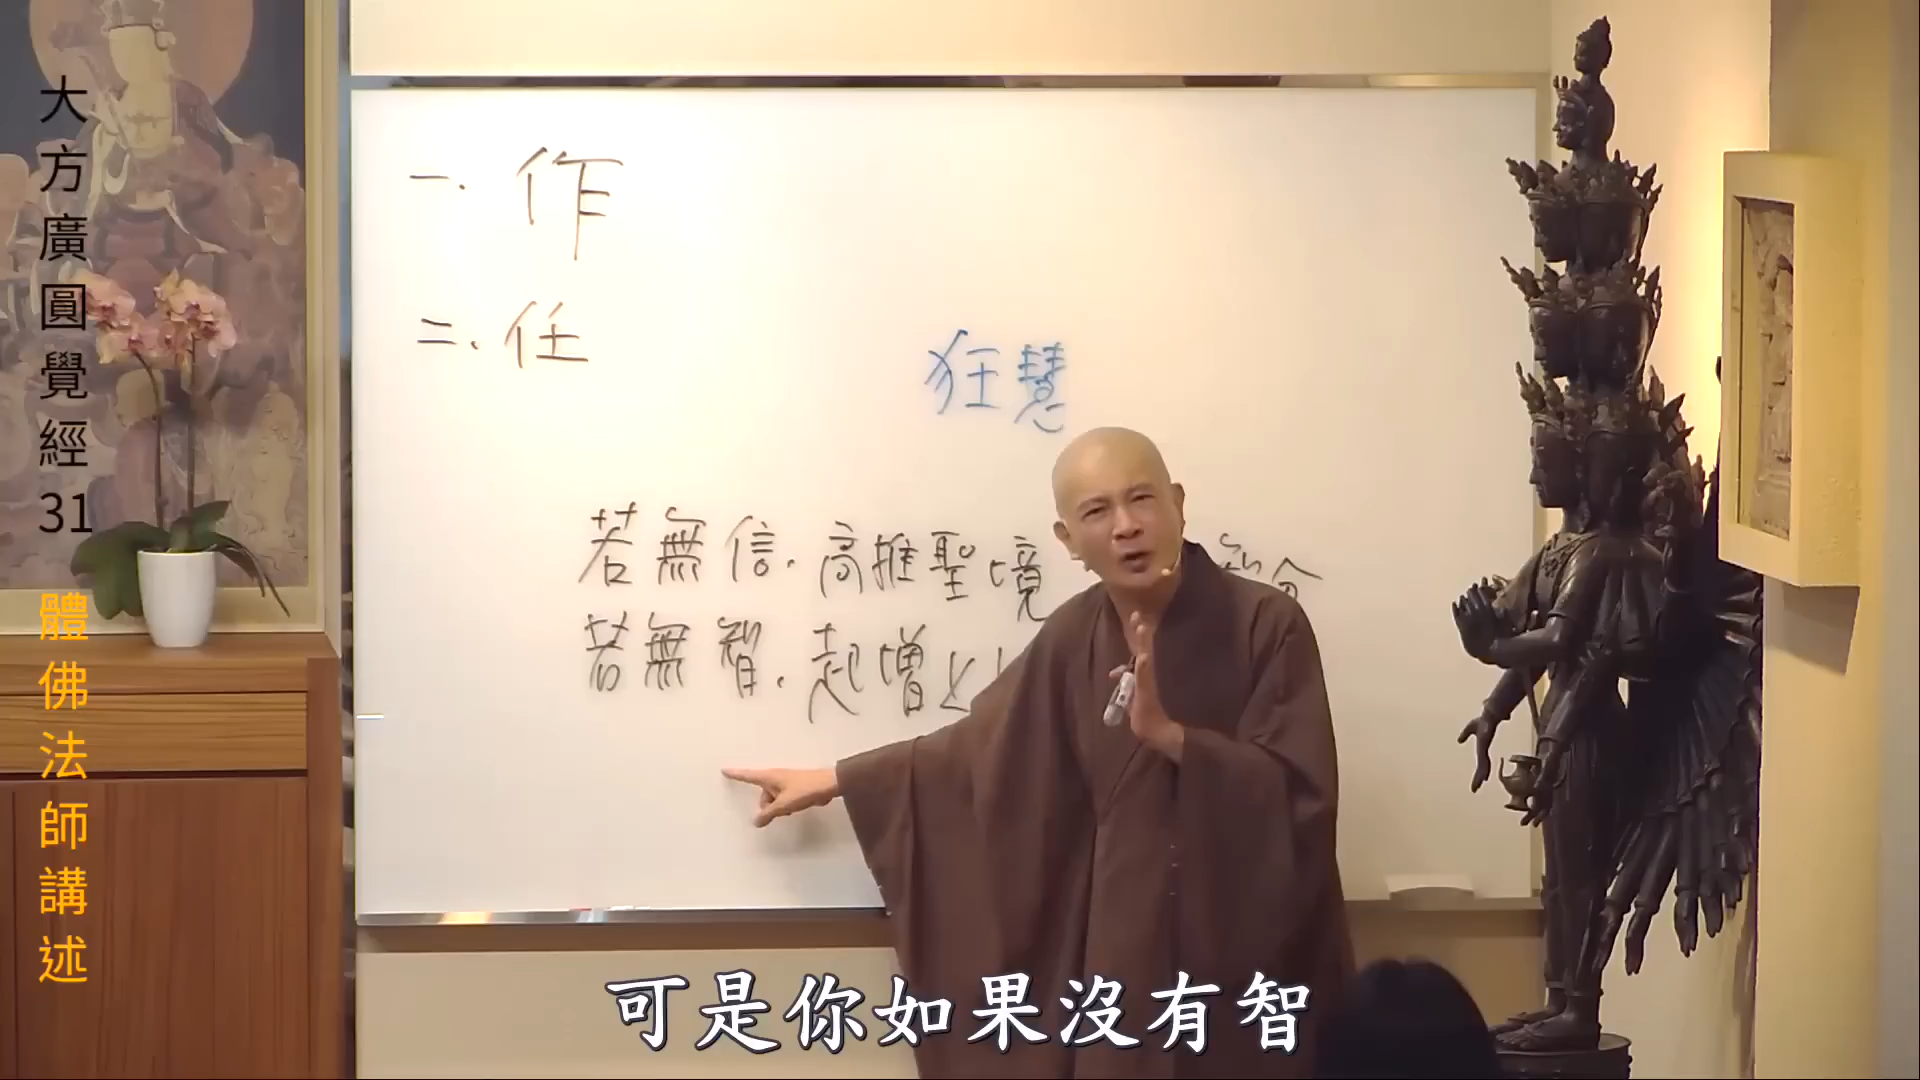 大方廣圓覺經31
體佛法師講述
一.作
二.任
狂慧
若無信.高推聖境
若無智.起增上
可是你如果沒有智